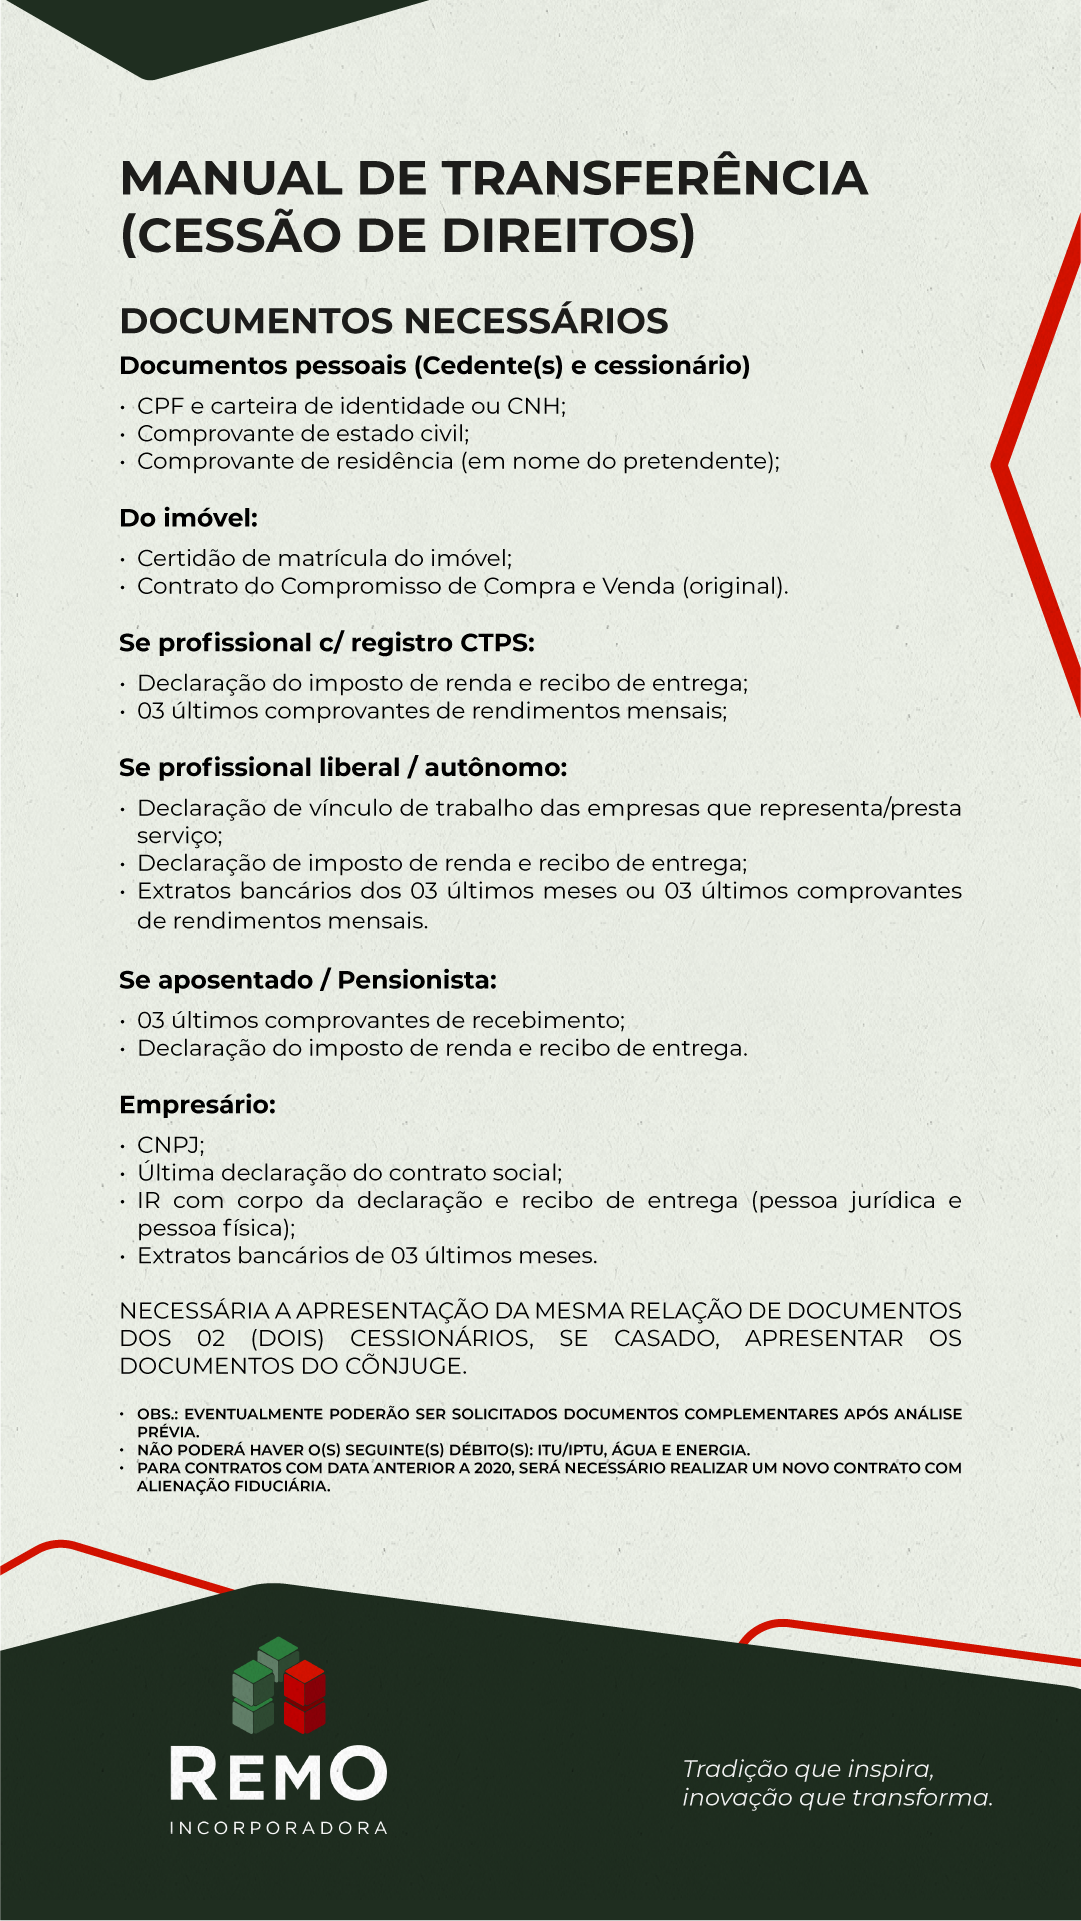 MANUAL DE TRANSFERÊNCIA
(CESSÃO DE DIREITOS)
DOCUMENTOS NECESSÁRIOS
Documentos pessoais (Cedente(s) e cessionário)
• CPF e carteira de identidade ou CNH;
• Comprovante de estado civil;
• Comprovante de residência (em nome do pretendente);
Do imóvel:
• Certidão de matrícula do imóvel;
• Contrato do Compromisso de Compra e Venda (original).
Se profissional c/ registro CTPS:
• Declaração do imposto de renda e recibo de entrega;
• 03 últimos comprovantes de rendimentos mensais;
Se profissional liberal / autônomo:
• Declaração de vínculo de trabalho das empresas que representa/presta
serviço;
• Declaração de imposto de renda e recibo de entrega;
• Extratos bancários dos 03 últimos meses ou 03 últimos comprovantes
de rendimentos mensais.
Se aposentado / Pensionista:
• 03 últimos comprovantes de recebimento;
• Declaração do imposto de renda e recibo de entrega.
Empresário:
• CNPJ;
• Última declaração do contrato social;
• IR com corpo da declaração e recibo de entrega (pessoa jurídica e
pessoa física);
• Extratos bancários de 03 últimos meses.
NECESSÁRIA A APRESENTAÇÃO DA MESMA RELAÇÃO DE DOCUMENTOS
DOS 02 (DOIS) CESSIONÁRIOS, SE CASADO, APRESENTAR OS
DOCUMENTOS DO CÕNJUGE.
• OBS.: EVENTUALMENTE PODERÃO SER SOLICITADOS DOCUMENTOS COMPLEMENTARES APÓS ANÁLISE
PRÉVIA.
• NÃO PODERÁ HAVER O(S) SEGUINTE(S) DÉBITO(S): ITU/IPTU, ÁGUA E ENERGIA.
• PARA CONTRATOS COM DATA ANTERIOR A 2020, SERÁ NECESSÁRIO REALIZAR UM NOVO CONTRATO COM
ALIENAÇÃO FIDUCIÁRIA.
REMO
INCORPORADORA
Tradição que inspira,
inovação que transforma.